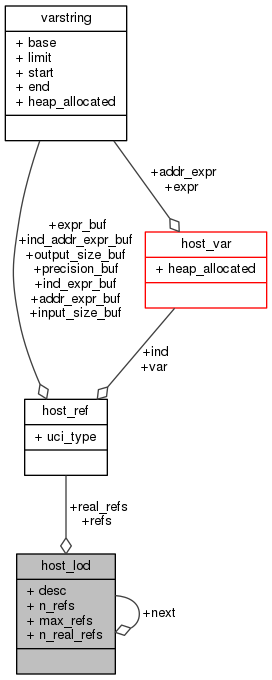 varstring
+ base
+ limit
+ start
+ end
+ heap_allocated
+addr_expr
+expr
+expr_buf
+ind_addr_expr_buf
+output_size_buf
+precision_buf
+ind_expr_buf
+addr_expr_buf
+input_size_buf
host_var
+ heap_allocated
+ind
+var
host_ref
+ uci_type
+real_refs
+refs
host_lod
+ desc
+ n_refs
+ max_refs
+ n_real_refs
+next